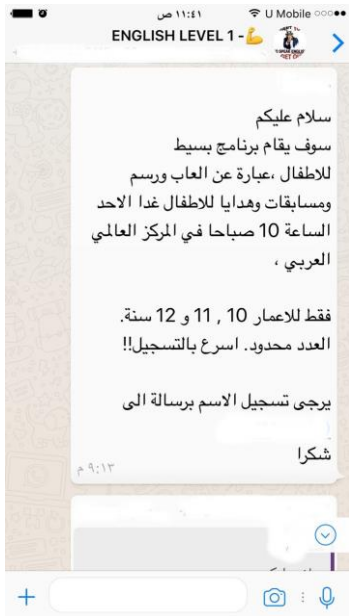 ١١:٤١ ص
U Mobile
ENGLISH LEVEL 1 -💪
سلام عليكم
سوف يقام برنامج بسيط
للاطفال ،عبارة عن العاب ورسم
ومسابقات وهدايا للاطفال غدا الاحد
الساعة 10 صباحا في المركز العالمي
العربي ،
فقط للاعمار 10 , 11 و 12 سنة.
العدد محدود. اسرع بالتسجيل!!
يرجى تسجيل الاسم برسالة الى
شكرا
٩:١٣ م